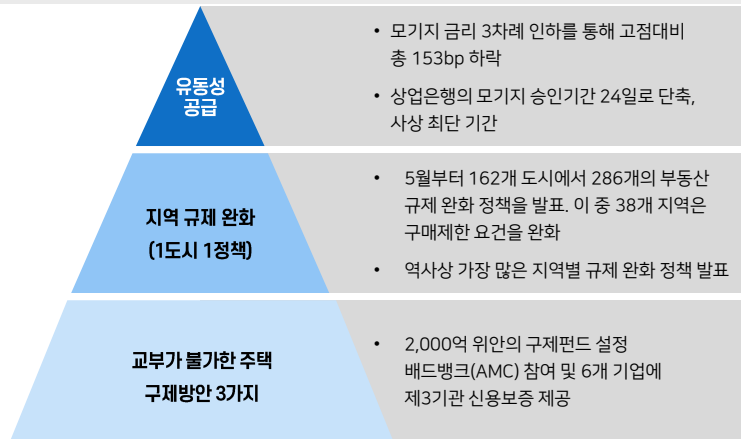 유동성
공급
• 모기지 금리 3차례 인하를 통해 고점대비
총 153bp 하락
• 상업은행의 모기지 승인기간 24일로 단축,
사상 최단 기간
지역 규제 완화
(1도시 1정책)
• 5월부터 162개 도시에서 286개의 부동산
규제 완화 정책을 발표. 이 중 38개 지역은
구매제한 요건을 완화
• 역사상 가장 많은 지역별 규제 완화 정책 발표
교부가 불가한 주택
구제방안 3가지
• 2,000억 위안의 구제펀드 설정
배드뱅크(AMC) 참여 및 6개 기업에
제3기관 신용보증 제공